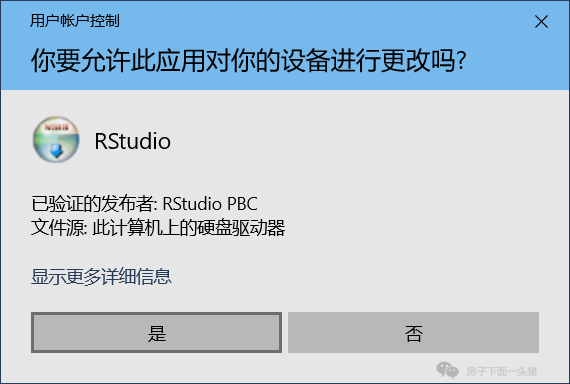 用户帐户控制
你要允许此应用对你的设备进行更改吗?
NSIS
RStudio
已验证的发布者: RStudio PBC
文件源: 此计算机上的硬盘驱动器
显示更多详细信息
是
否
房子下面一头猪